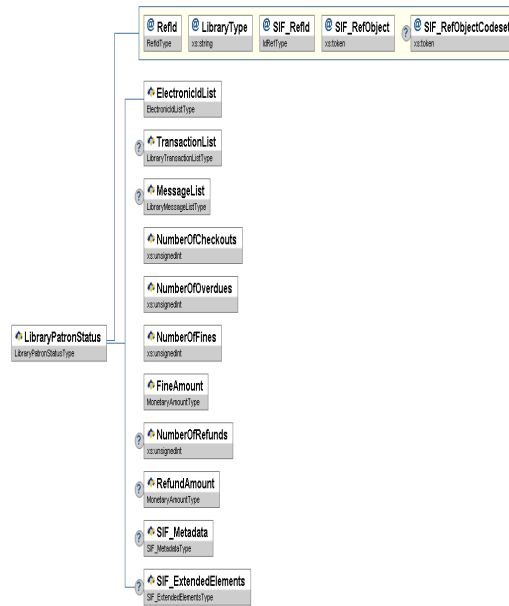 @ RefId
RefIdType
@ LibraryType
xs:string
@ SIF_RefId
IdRefType
@ SIF_RefObject
xs:token
? @ SIF_RefObjectCodeset
xs:token
ElectronicIdList
ElectronicIdListType
? TransactionList
LibraryTransactionListType
? MessageList
LibraryMessageListType
NumberOfCheckouts
xs:unsignedInt
NumberOfOverdues
xs:unsignedInt
LibraryPatronStatus
LibraryPatronStatusType
NumberOfFines
xs:unsignedInt
FineAmount
MonetaryAmountType
? NumberOfRefunds
xs:unsignedInt
? RefundAmount
MonetaryAmountType
? SIF_Metadata
SIF_MetadataType
? SIF_ExtendedElements
SIF_ExtendedElementsType